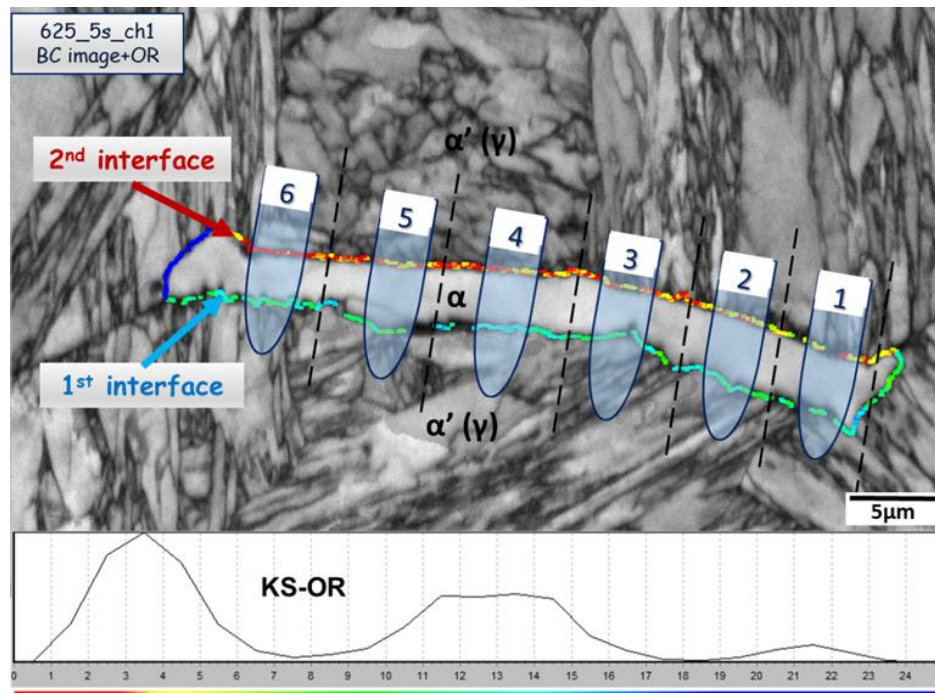 625_5s_ch1
BC image+OR
α’ (γ)
2nd interface
6
5
4
3
2
1
α
1st interface
α’ (γ)
5μm
KS-OR
0 1 2 3 4 5 6 7 8 9 10 11 12 13 14 15 16 17 18 19 20 21 22 23 24